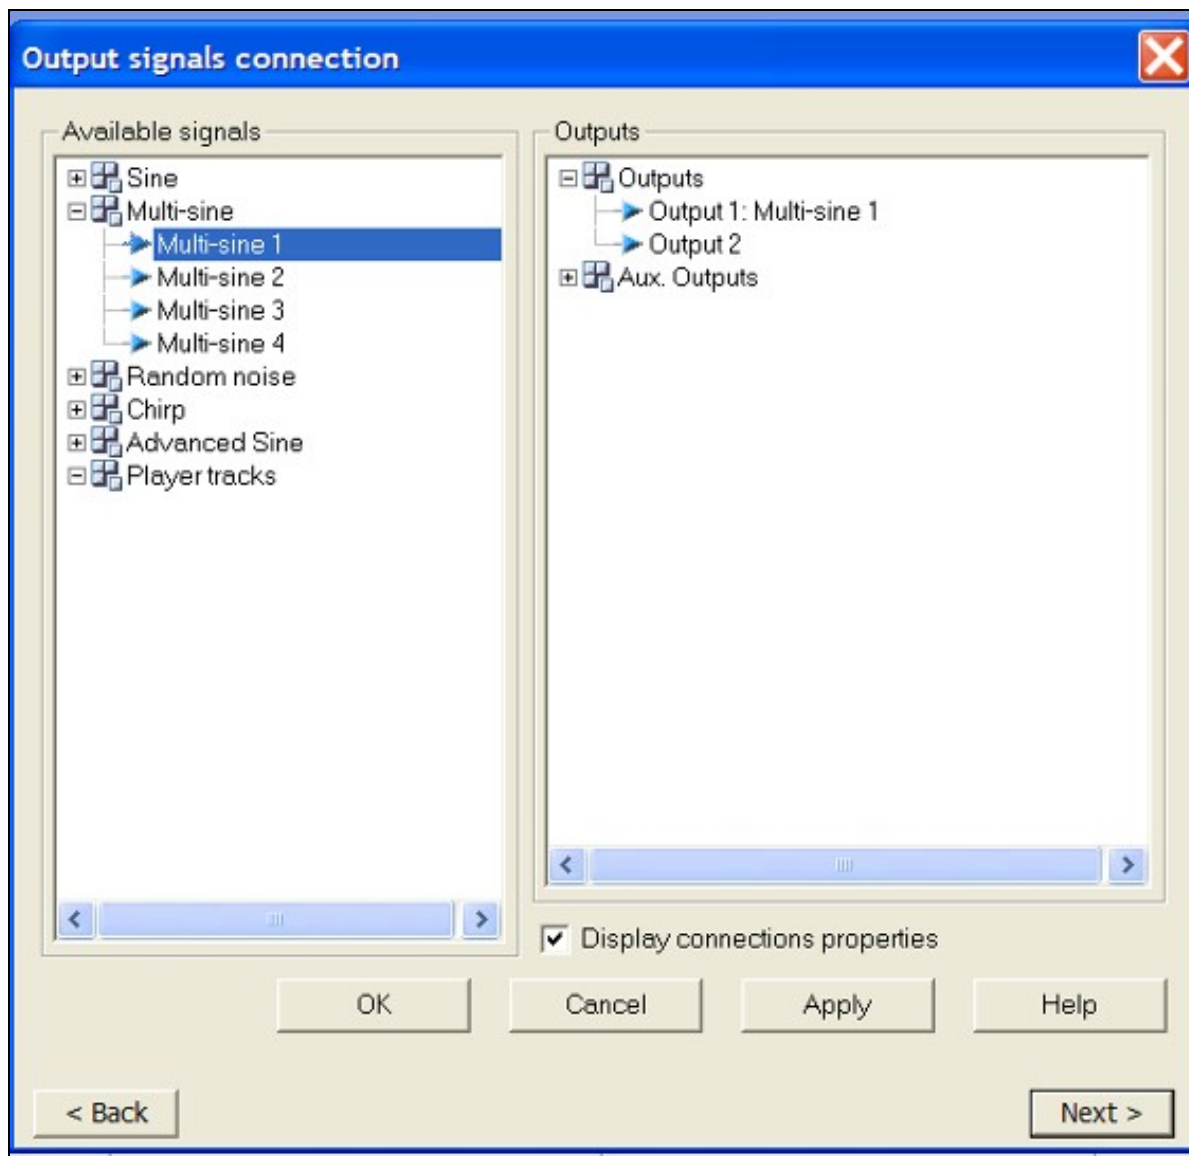 Output signals connection
Available signals
Sine
Multi-sine
Multi-sine 1
Multi-sine 2
Multi-sine 3
Multi-sine 4
Random noise
Chirp
Advanced Sine
Player tracks
Outputs
Outputs
Output 1: Multi-sine 1
Output 2
Aux. Outputs
Display connections properties
OK
Cancel
Apply
Help
< Back
Next >